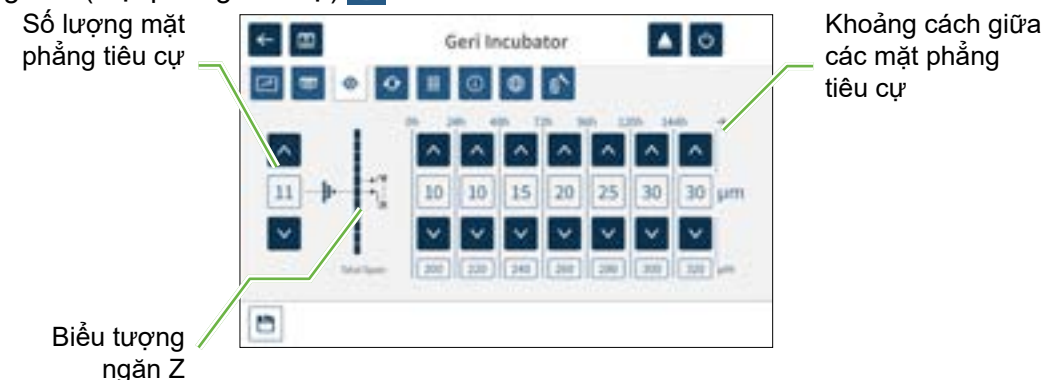 Số lượng mặt
phẳng tiêu cự
Geri Incubator
Khoảng cách giữa
các mặt phẳng
tiêu cự
0h 24h 48h 72h 96h 120h 144h
11 10 10 15 20 25 30 30 µm
Total Span 200 220 240 260 280 300 320 µm
Biểu tượng
ngăn Z